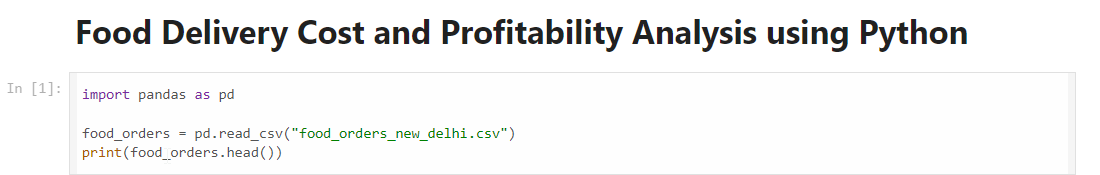 Food Delivery Cost and Profitability Analysis using Python
In [1]:
import pandas as pd
food_orders = pd.read_csv("food_orders_new_delhi.csv")
print(food_orders.head())